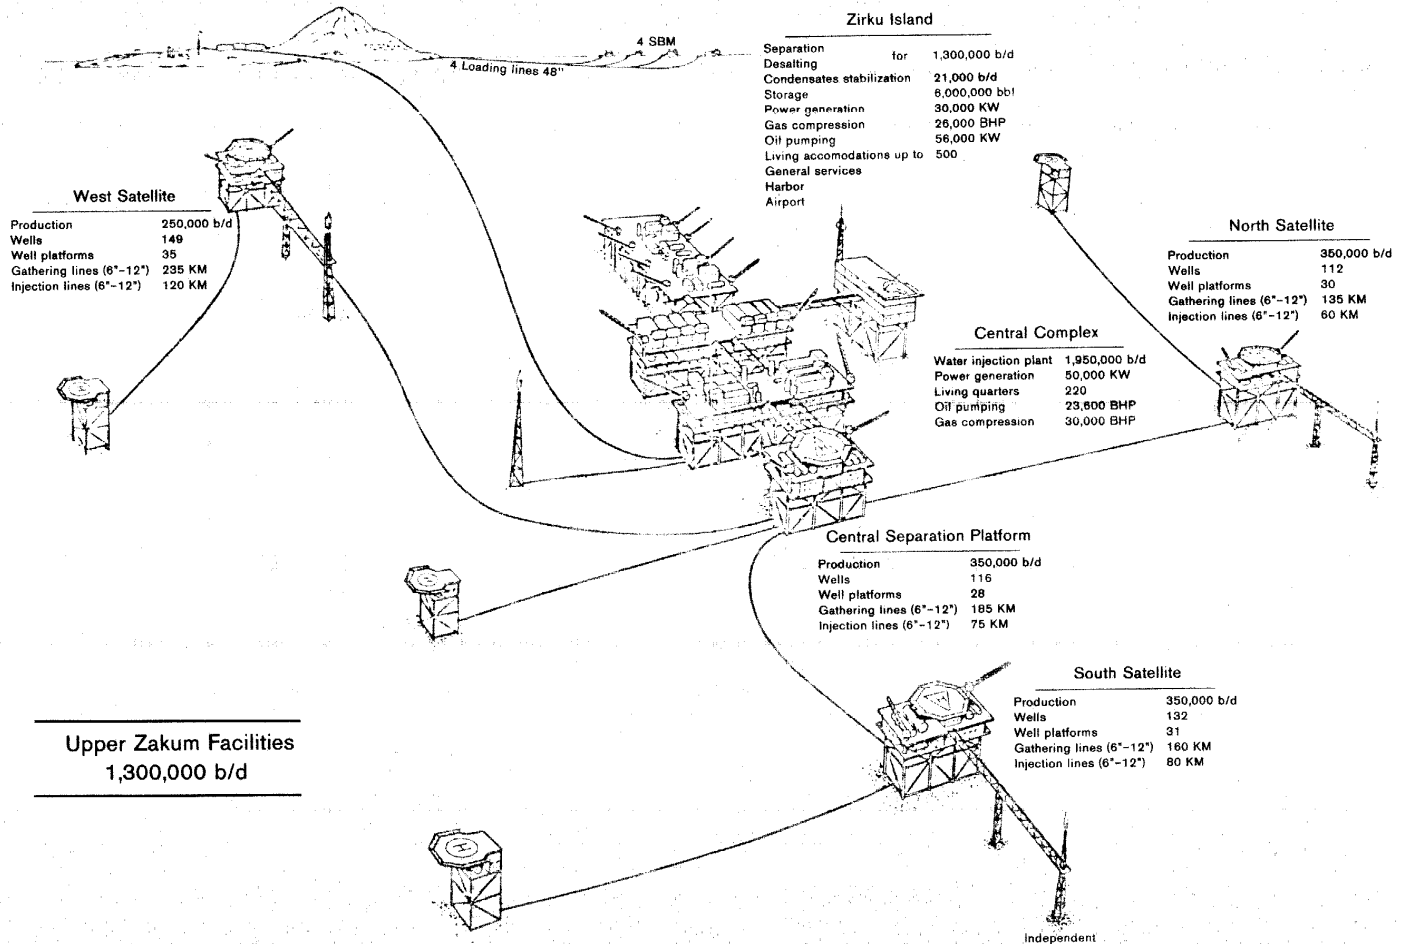 Zirku Island
Separation for 1,300,000 b/d
Desalting
Condensates stabilization 21,000 b/d
Storage 6,000,000 bbl
Power generation 30,000 KW
Gas compression 26,000 BHP
Oil pumping 56,000 KW
Living accomodations up to 500
General services
Harbor
Airport
4 SBM
4 Loading lines 48"
West Satellite
Production 250,000 b/d
Wells 149
Well platforms 35
Gathering lines (6"-12") 235 KM
Injection lines (6"-12") 120 KM
North Satellite
Production 350,000 b/d
Wells 112
Well platforms 30
Gathering lines (6"-12") 135 KM
Injection lines (6"-12") 60 KM
Central Complex
Water injection plant 1,950,000 b/d
Power generation 50,000 KW
Living quarters 220
Oil pumping 23,600 BHP
Gas compression 30,000 BHP
Central Separation Platform
Production 350,000 b/d
Wells 116
Well platforms 28
Gathering lines (6"-12") 185 KM
Injection lines (6"-12") 75 KM
H
South Satellite
Production 350,000 b/d
Wells 132
Well platforms 31
Gathering lines (6"-12") 160 KM
Injection lines (6"-12") 80 KM
Upper Zakum Facilities
1,300,000 b/d
H
Independent